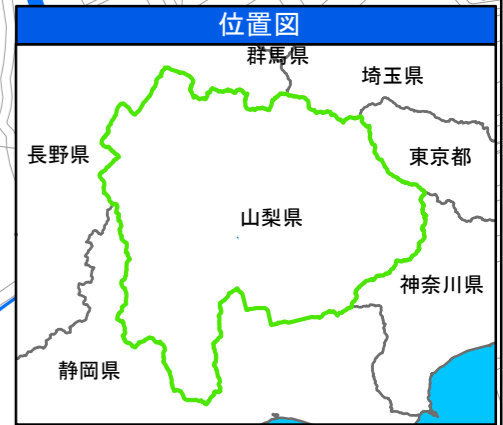 位置図
群馬県
埼玉県
長野県
東京都
山梨県
神奈川県
静岡県